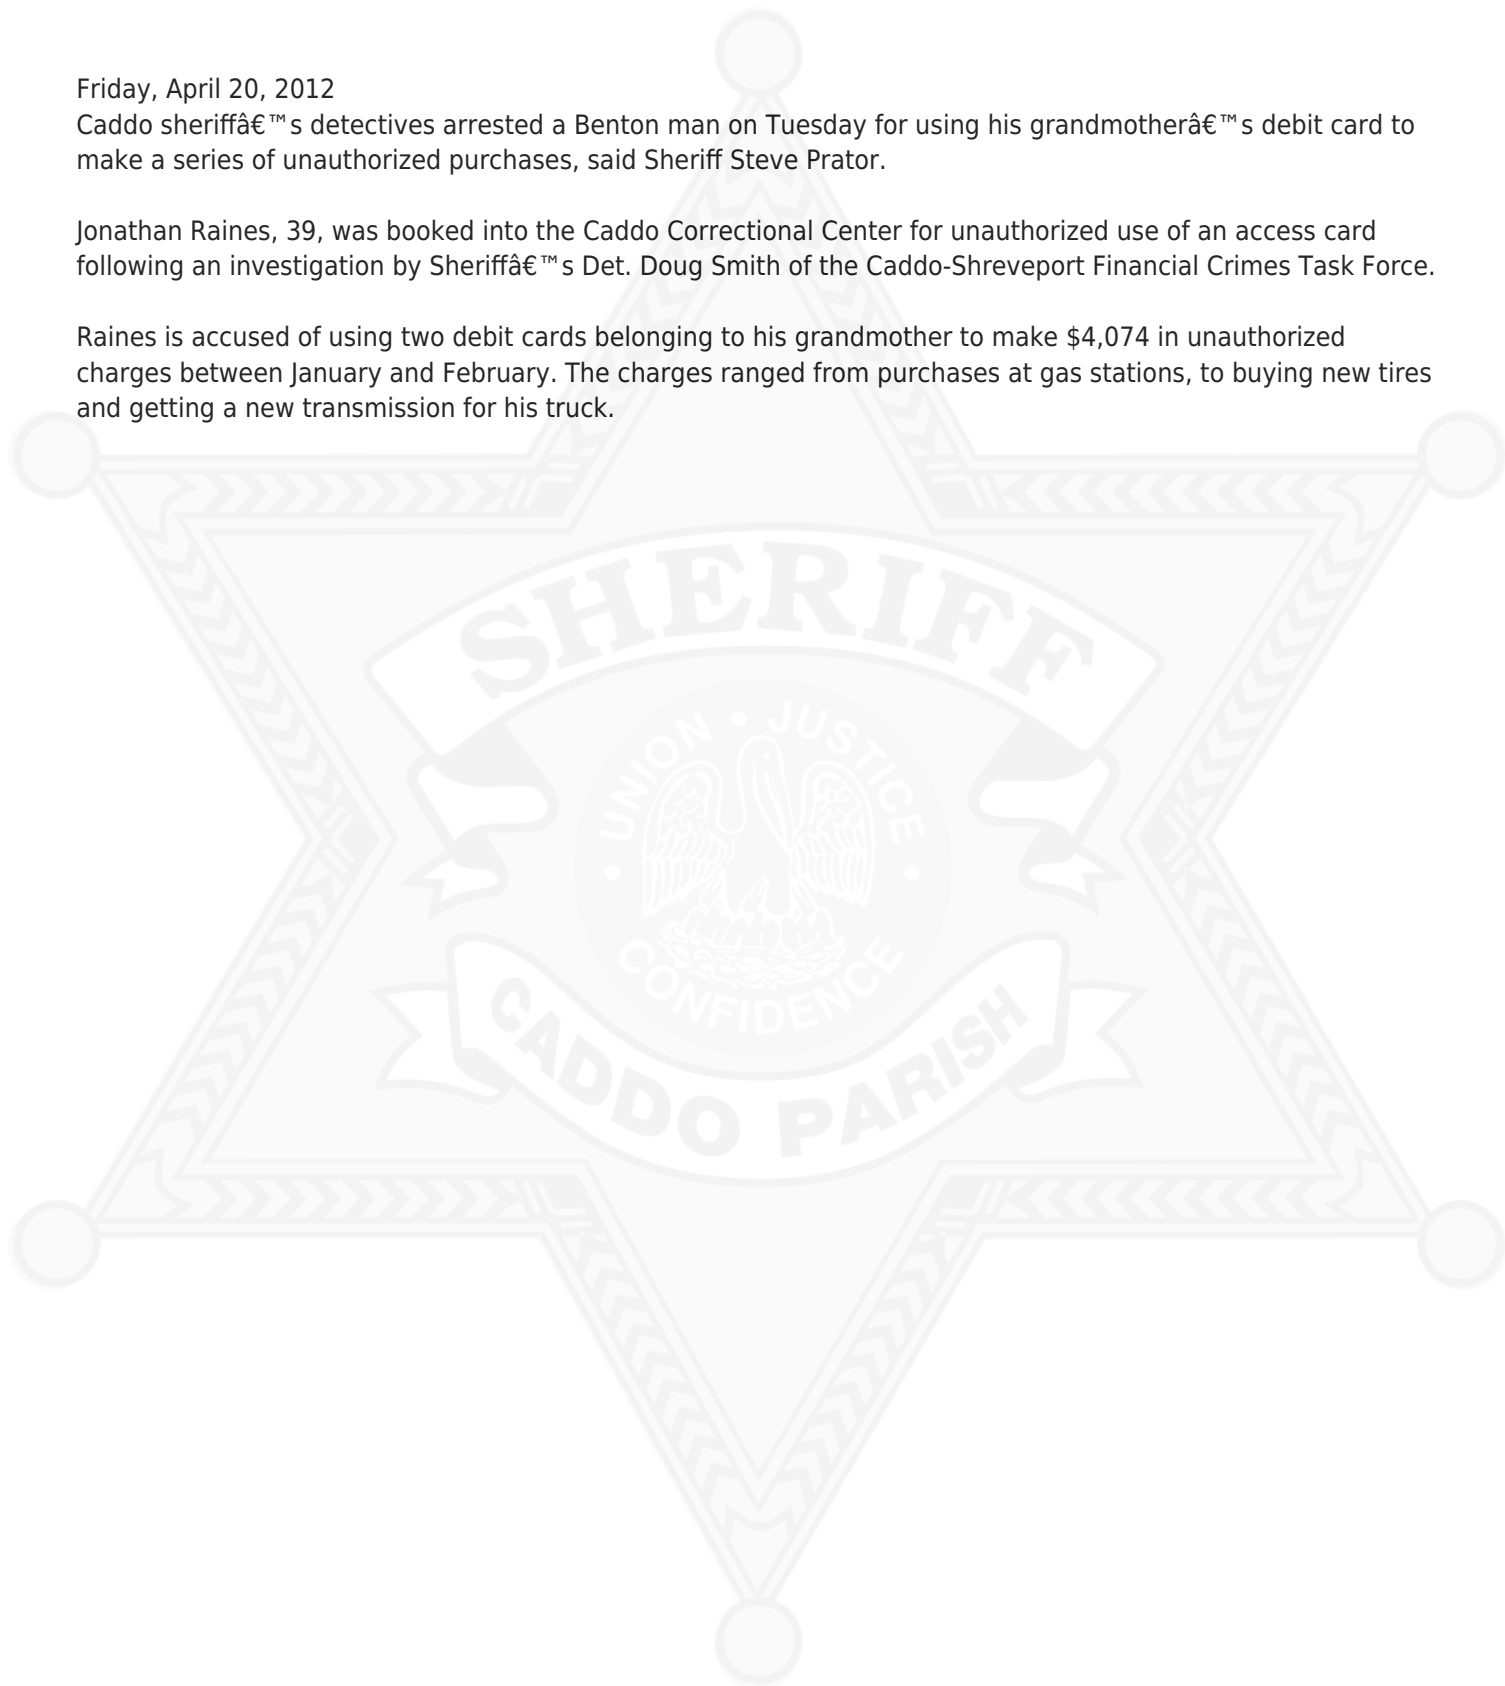 Friday, April 20, 2012
Caddo sheriffâ€™s detectives arrested a Benton man on Tuesday for using his grandmotherâ€™s debit card to
make a series of unauthorized purchases, said Sheriff Steve Prator.
Jonathan Raines, 39, was booked into the Caddo Correctional Center for unauthorized use of an access card
following an investigation by Sheriffâ€™s Det. Doug Smith of the Caddo-Shreveport Financial Crimes Task Force.
Raines is accused of using two debit cards belonging to his grandmother to make $4,074 in unauthorized
charges between January and February. The charges ranged from purchases at gas stations, to buying new tires
and getting a new transmission for his truck.
SHERIFF
UNION • JUSTICE
• CONFIDENCE •
CADDO PARISH